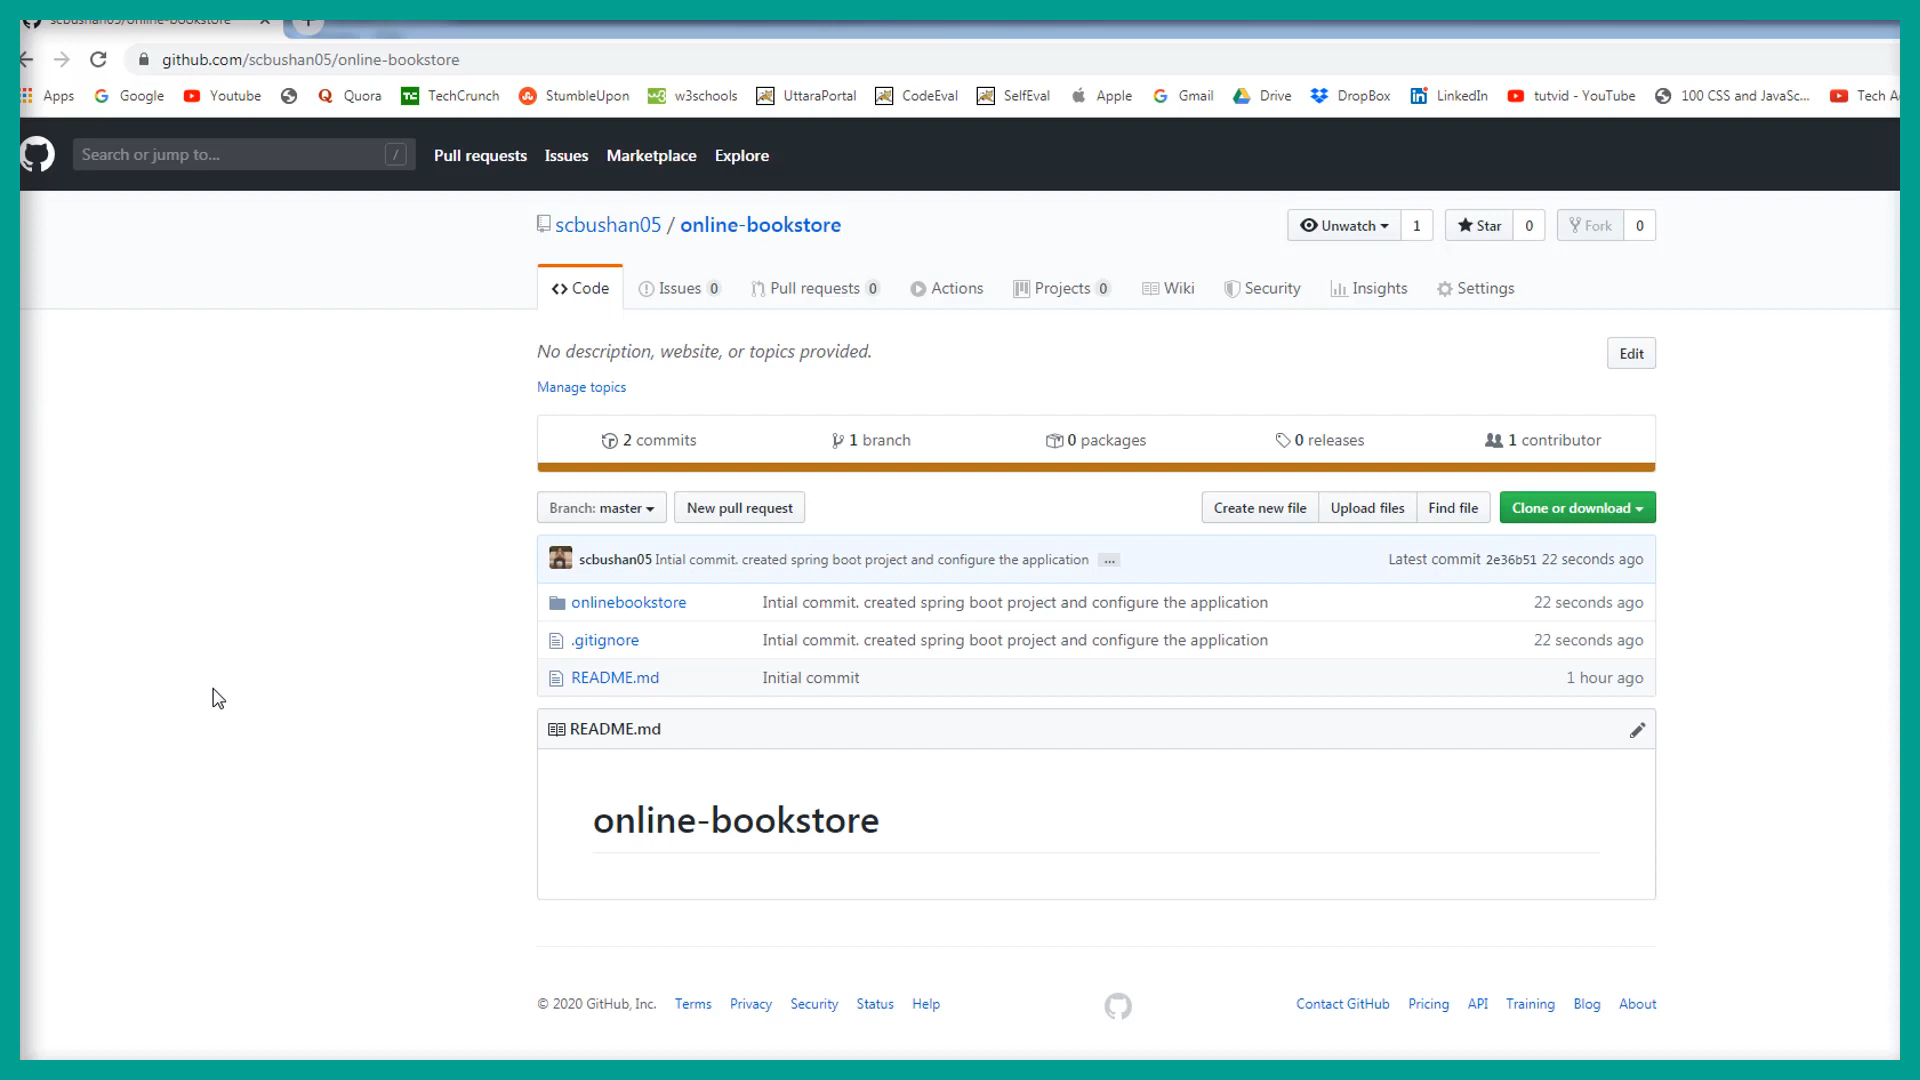 scbushan05/online-bookstore
github.com/scbushan05/online-bookstore
Apps Google Youtube Quora TechCrunch StumbleUpon w3schools UttaraPortal CodeEval SelfEval Apple Gmail Drive DropBox LinkedIn tutvid - YouTube 100 CSS and JavaSc... Tech A
Search or jump to... / Pull requests Issues Marketplace Explore
scbushan05 / online-bookstore Unwatch 1 Star 0 Fork 0
Code Issues 0 Pull requests 0 Actions Projects 0 Wiki Security Insights Settings
No description, website, or topics provided. Edit
Manage topics
2 commits 1 branch 0 packages 0 releases 1 contributor
Branch: master New pull request Create new file Upload files Find file Clone or download
scbushan05 Intial commit. created spring boot project and configure the application ... Latest commit 2e36b51 22 seconds ago
onlinebookstore Intial commit. created spring boot project and configure the application 22 seconds ago
.gitignore Intial commit. created spring boot project and configure the application 22 seconds ago
README.md Initial commit 1 hour ago
README.md
online-bookstore
© 2020 GitHub, Inc. Terms Privacy Security Status Help Contact GitHub Pricing API Training Blog About